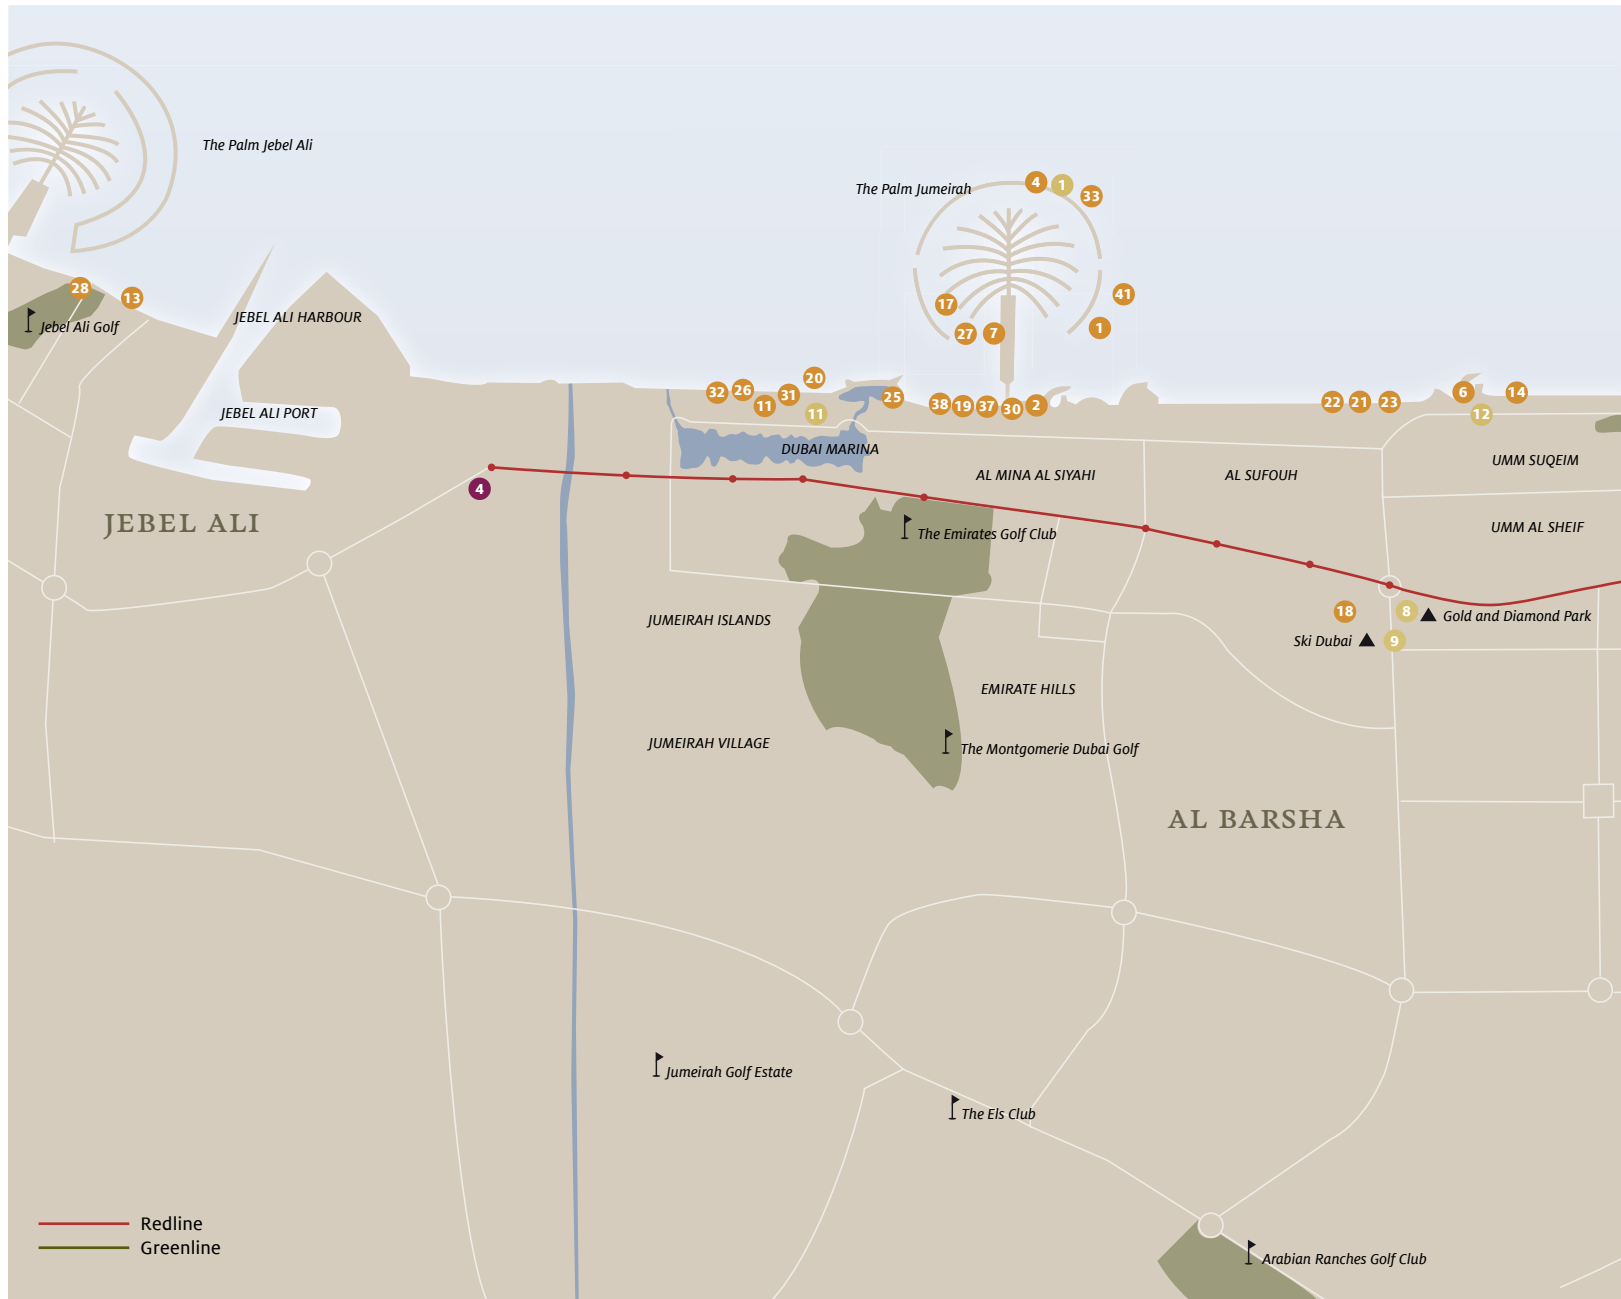 The Palm Jebel Ali
The Palm Jumeirah
4
1
33
28
13
Jebel Ali Golf
JEBEL ALI HARBOUR
17
41
27
7
1
JEBEL ALI PORT
32
26
11
31
20
11
25
38
19
37
30
2
22
21
23
6
14
12
DUBAI MARINA
AL MINA AL SIYAHI
AL SUFOUH
UMM SUQEIM
4
JEBEL ALI
The Emirates Golf Club
UMM AL SHEIF
JUMEIRAH ISLANDS
18
8
Gold and Diamond Park
Ski Dubai
9
EMIRATE HILLS
JUMEIRAH VILLAGE
The Montgomerie Dubai Golf
AL BARSHA
Jumeirah Golf Estate
The Els Club
Redline
Greenline
Arabian Ranches Golf Club